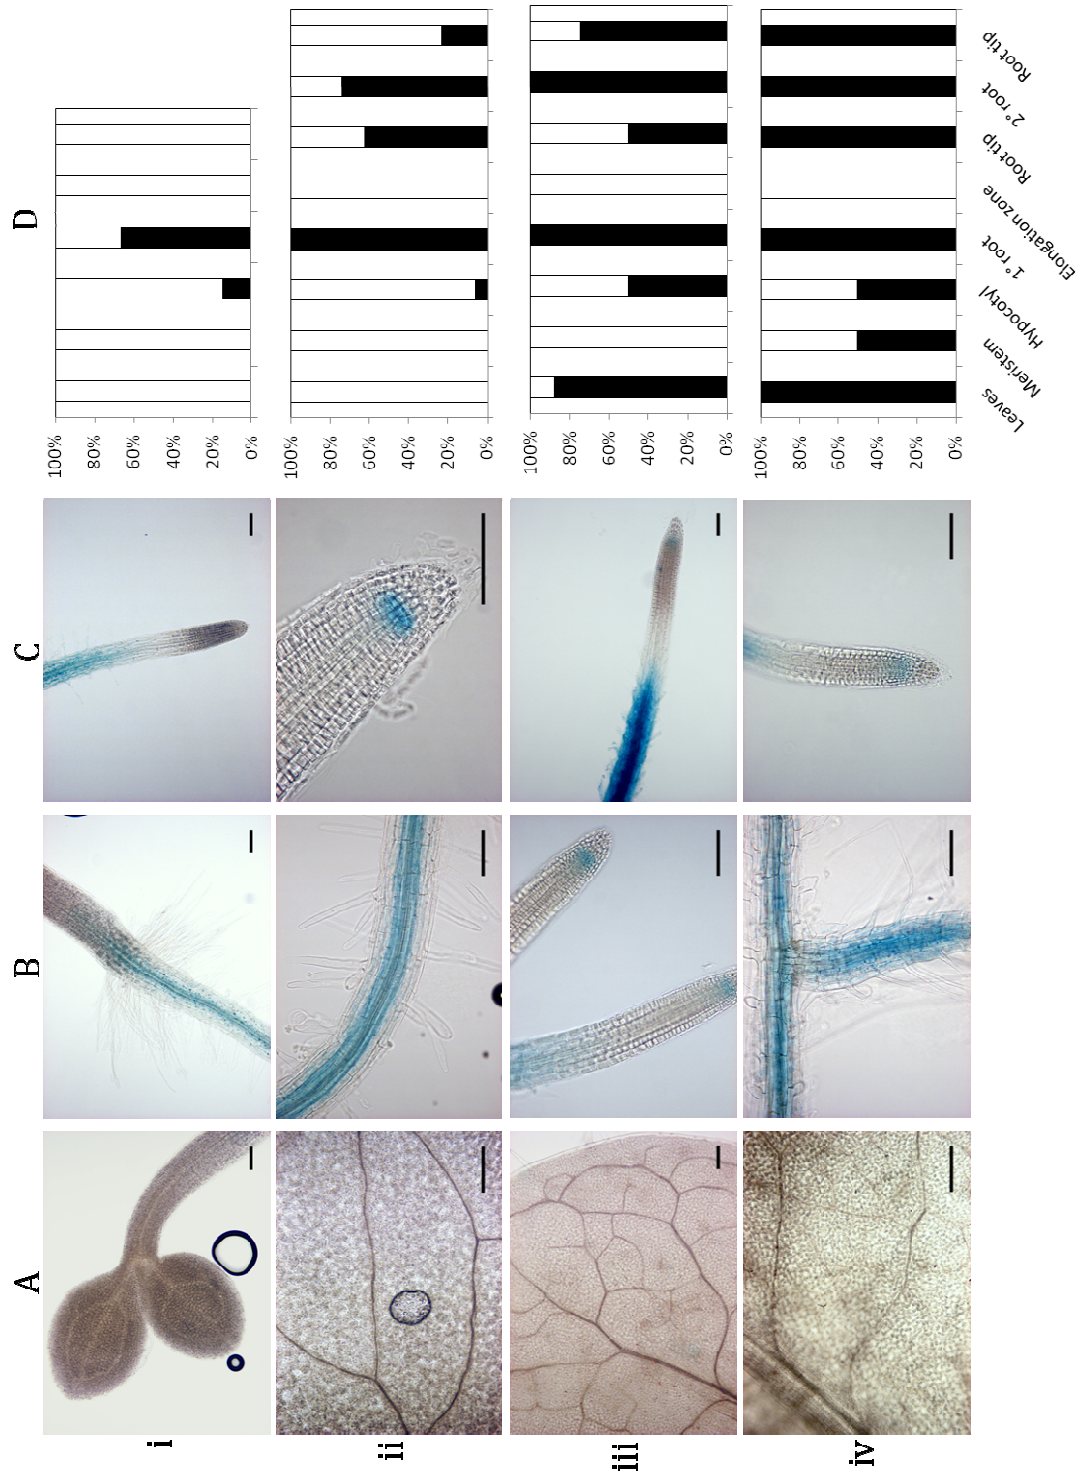 A
B
C
D
i
ii
iii
iv
100%
80%
60%
40%
20%
0%
100%
80%
60%
40%
20%
0%
100%
80%
60%
40%
20%
0%
100%
80%
60%
40%
20%
0%
Leaves
Meristem
Hypocotyl
1° root
Elongation zone
Root tip
2° root
Root tip